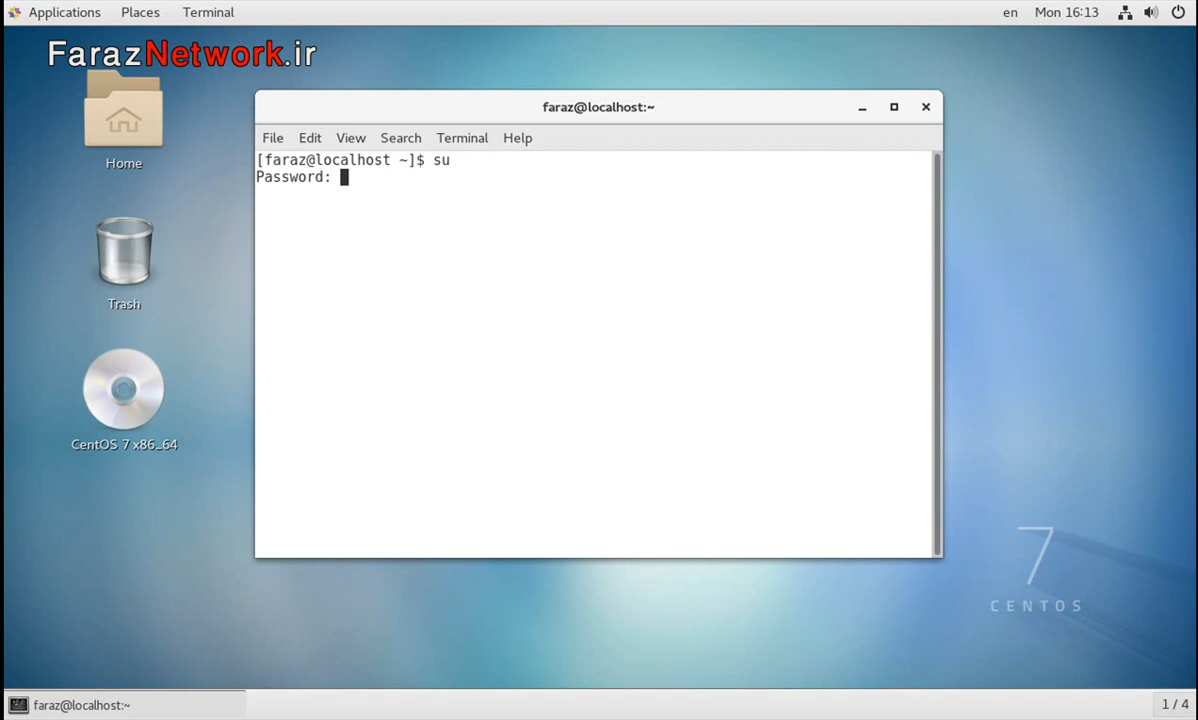 Applications Places Terminal en Mon 16:13
FarazNetwork.ir
Home
Trash
CentOS 7 x86_64
faraz@localhost:~
File Edit View Search Terminal Help
[faraz@localhost ~]$ su
Password:
7
CENTOS
faraz@localhost:~ 1 / 4